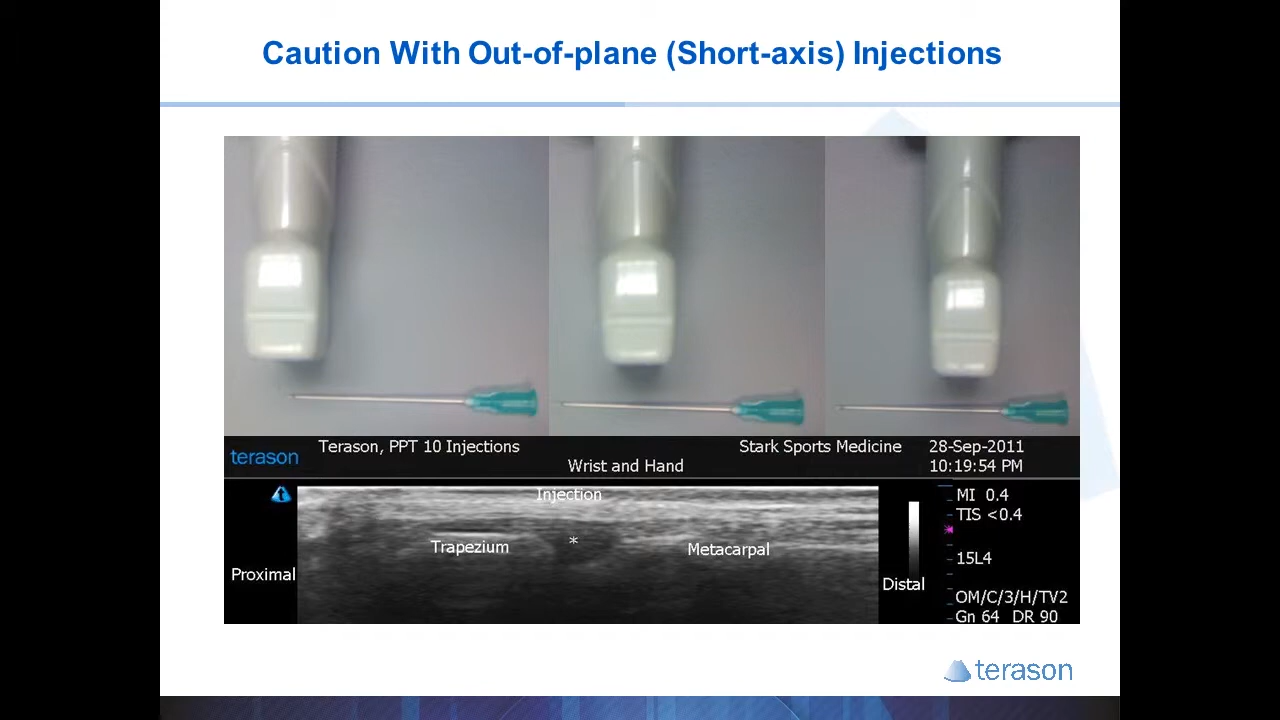 Caution With Out-of-plane (Short-axis) Injections
terason
Terason, PPT 10 Injections
Stark Sports Medicine
28-Sep-2011
Wrist and Hand
10:19:54 PM
Injection
MI 0.4
TIS <0.4
Trapezium
*
Metacarpal
15L4
Proximal
Distal
OM/C/3/H/TV2
Gn 64 DR 90
terason